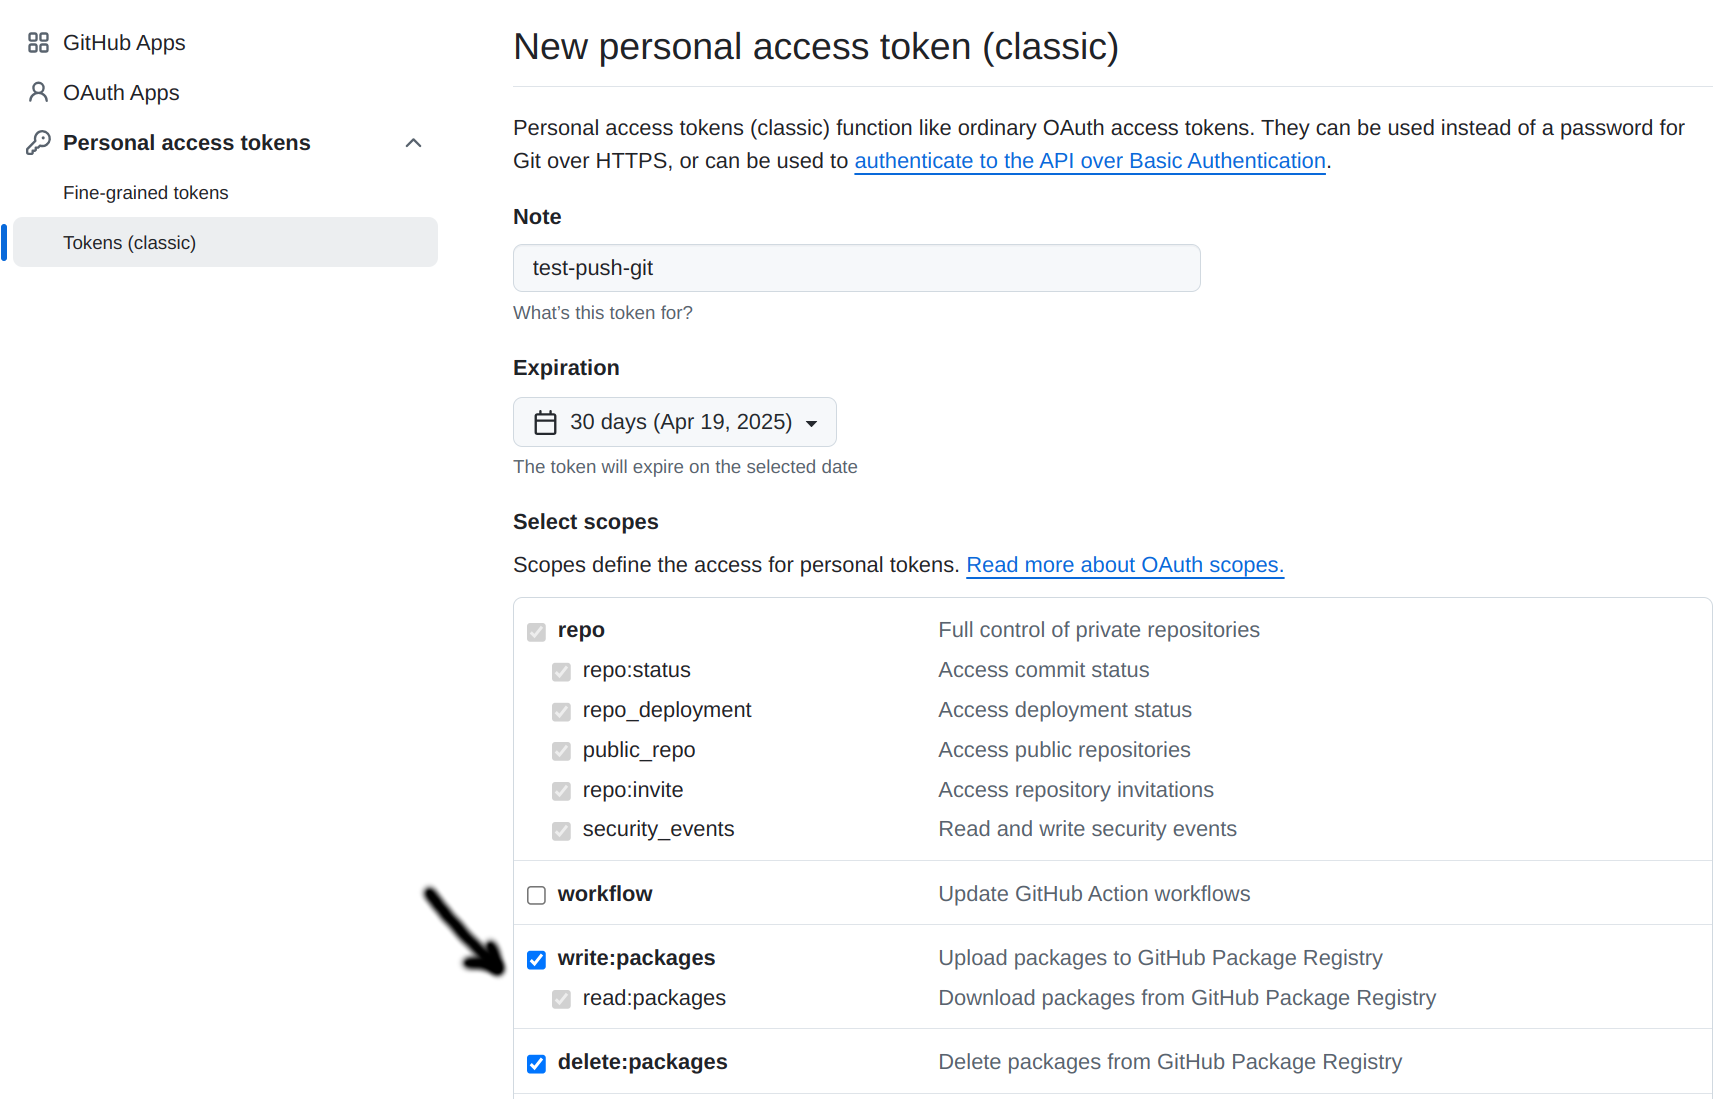 GitHub Apps
OAuth Apps
Personal access tokens
Fine-grained tokens
Tokens (classic)
New personal access token (classic)
Personal access tokens (classic) function like ordinary OAuth access tokens. They can be used instead of a password for
Git over HTTPS, or can be used to authenticate to the API over Basic Authentication.
Note
test-push-git
What's this token for?
Expiration
30 days (Apr 19, 2025)
The token will expire on the selected date
Select scopes
Scopes define the access for personal tokens. Read more about OAuth scopes.
repo Full control of private repositories
repo:status Access commit status
repo_deployment Access deployment status
public_repo Access public repositories
repo:invite Access repository invitations
security_events Read and write security events
workflow Update GitHub Action workflows
write:packages Upload packages to GitHub Package Registry
read:packages Download packages from GitHub Package Registry
delete:packages Delete packages from GitHub Package Registry